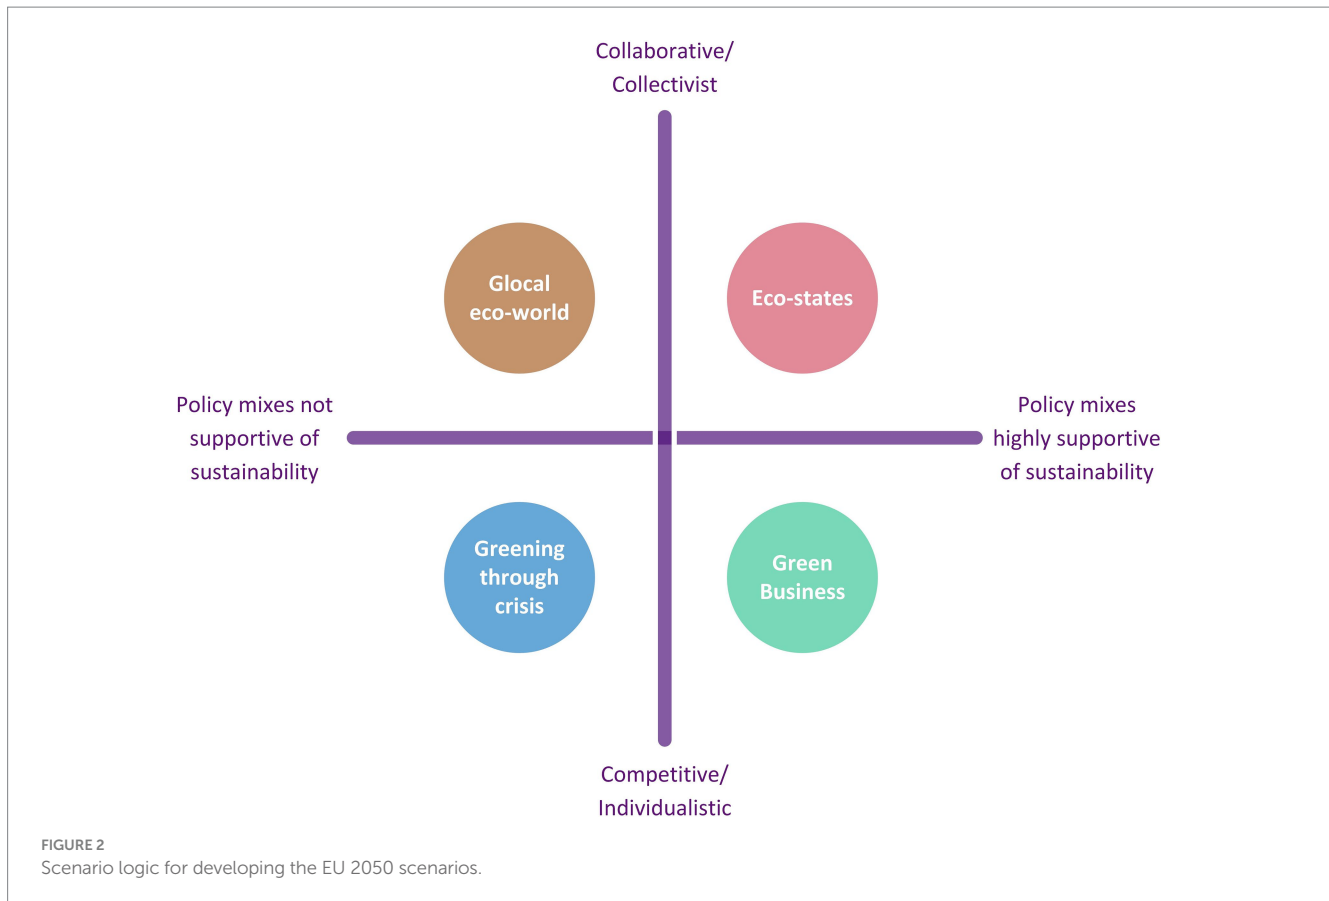 Collaborative/
Collectivist
Glocal
eco-world
Eco-states
Policy mixes not
supportive of
sustainability
Policy mixes
highly supportive
of sustainability
Greening
through
crisis
Green
Business
Competitive/
Individualistic
FIGURE 2
Scenario logic for developing the EU 2050 scenarios.